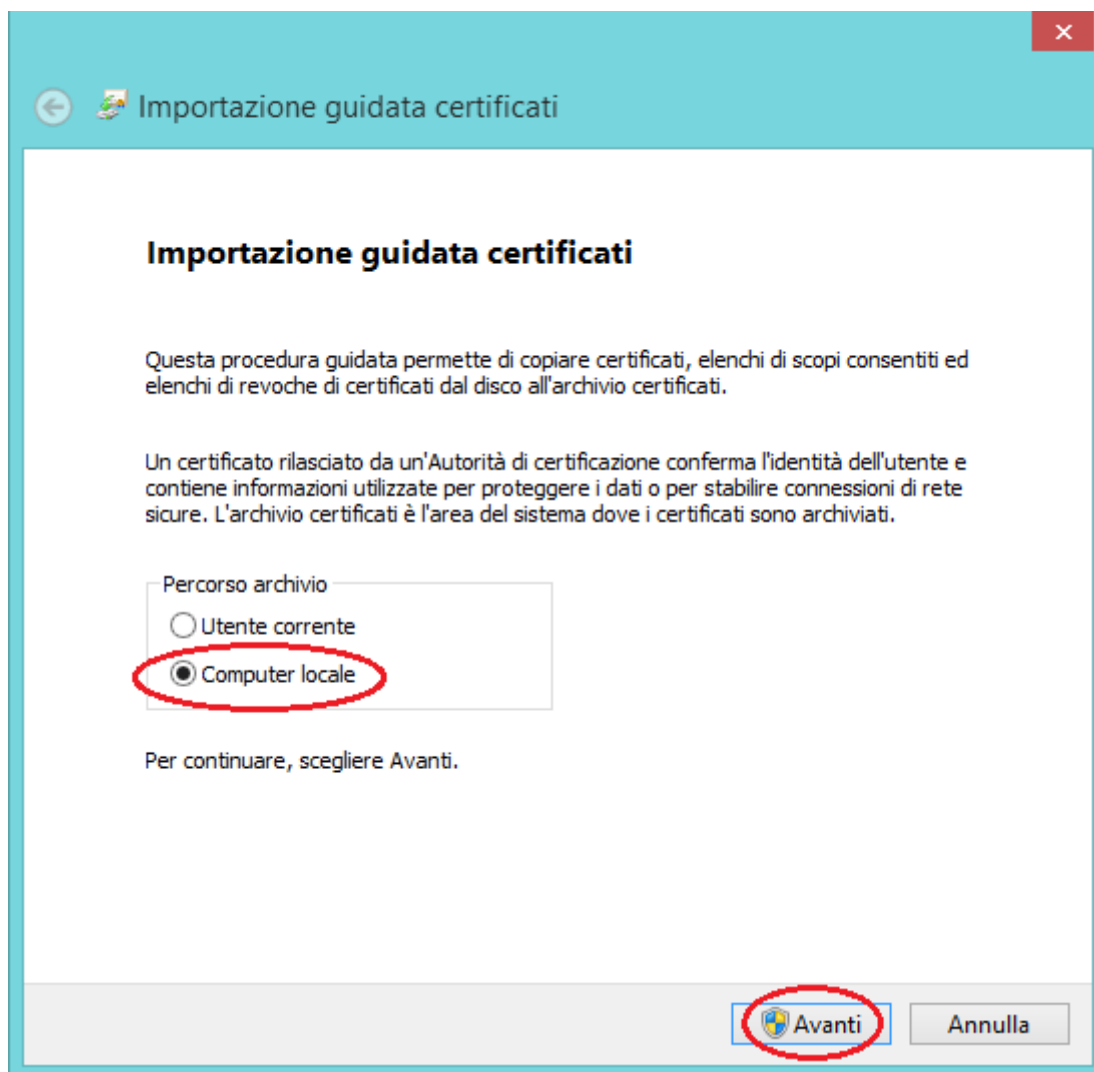 Importazione guidata certificati
Importazione guidata certificati
Questa procedura guidata permette di copiare certificati, elenchi di scopi consentiti ed
elenchi di revoche di certificati dal disco all'archivio certificati.
Un certificato rilasciato da un'Autorità di certificazione conferma l'identità dell'utente e
contiene informazioni utilizzate per proteggere i dati o per stabilire connessioni di rete
sicure. L'archivio certificati è l'area del sistema dove i certificati sono archiviati.
Percorso archivio
Utente corrente
Computer locale
Per continuare, scegliere Avanti.
Avanti Annulla